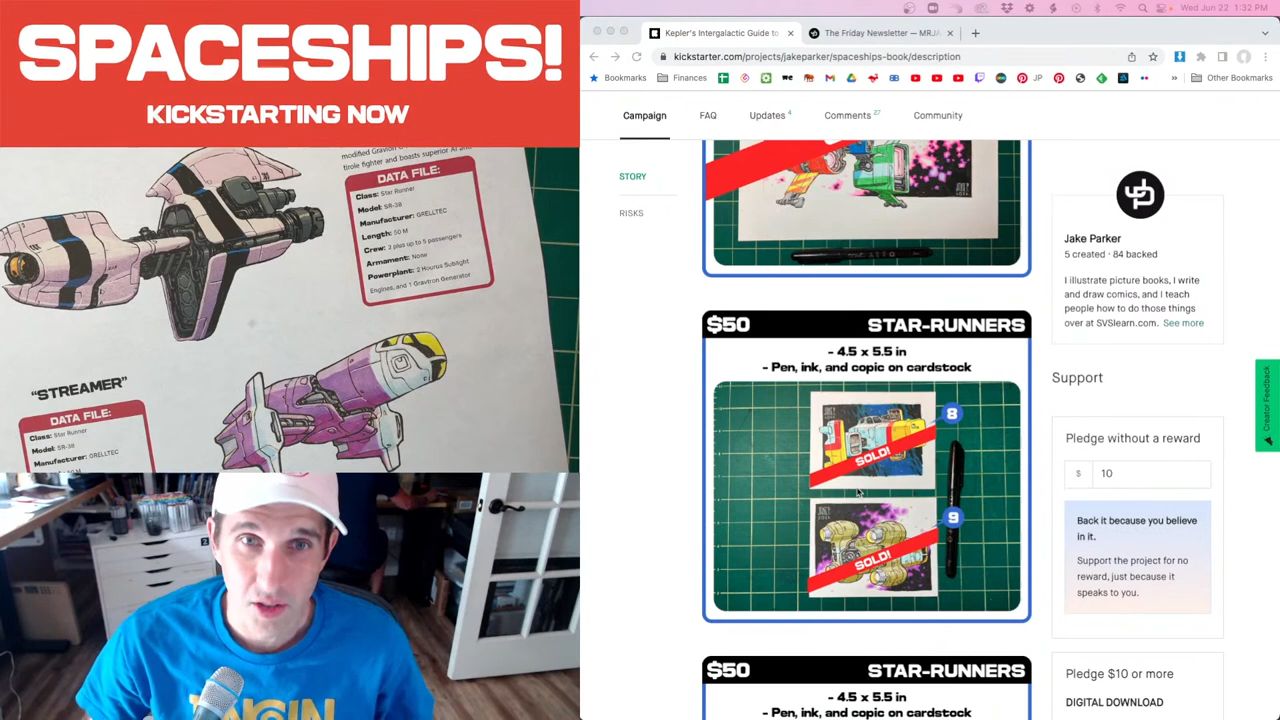 SPACESHIPS!
KICKSTARTING NOW
modified Gravion
tirole fighter and boasts superior AI and
DATA FILE:
Class: Star Runner
Model: SR-38
Manufacturer: GRELLTEC
Length: 50 M
Crew: 2 plus up to 5 passengers
Armament: None
Powerplant: 2 Hourus Sublight
Engines, and 1 Gravtron Generator
"STREAMER"
DATA FILE:
Class: Star Runner
Model: SR-38
Manufacturer: GRELLTEC
Wed Jun 22 1:32 PM
Kepler's Intergalactic Guide to
The Friday Newsletter — MRJA
kickstarter.com/projects/jakeparker/spaceships-book/description
Bookmarks
Finances
JP
Other Bookmarks
Campaign
FAQ
Updates 4
Comments 27
Community
STORY
RISKS
$50
STAR-RUNNERS
- 4.5 x 5.5 in
- Pen, ink, and copic on cardstock
JAKE P
8
SOLD!
JAKE P
9
SOLD!
$50
STAR-RUNNERS
- 4.5 x 5.5 in
- Pen, ink, and copic on cardstock
Jake Parker
5 created · 84 backed
I illustrate picture books, I write
and draw comics, and I teach
people how to do those things
over at SVSlearn.com. See more
Support
Pledge without a reward
$ 10
Back it because you believe
in it.
Support the project for no
reward, just because it
speaks to you.
Pledge $10 or more
DIGITAL DOWNLOAD
Creator Feedback